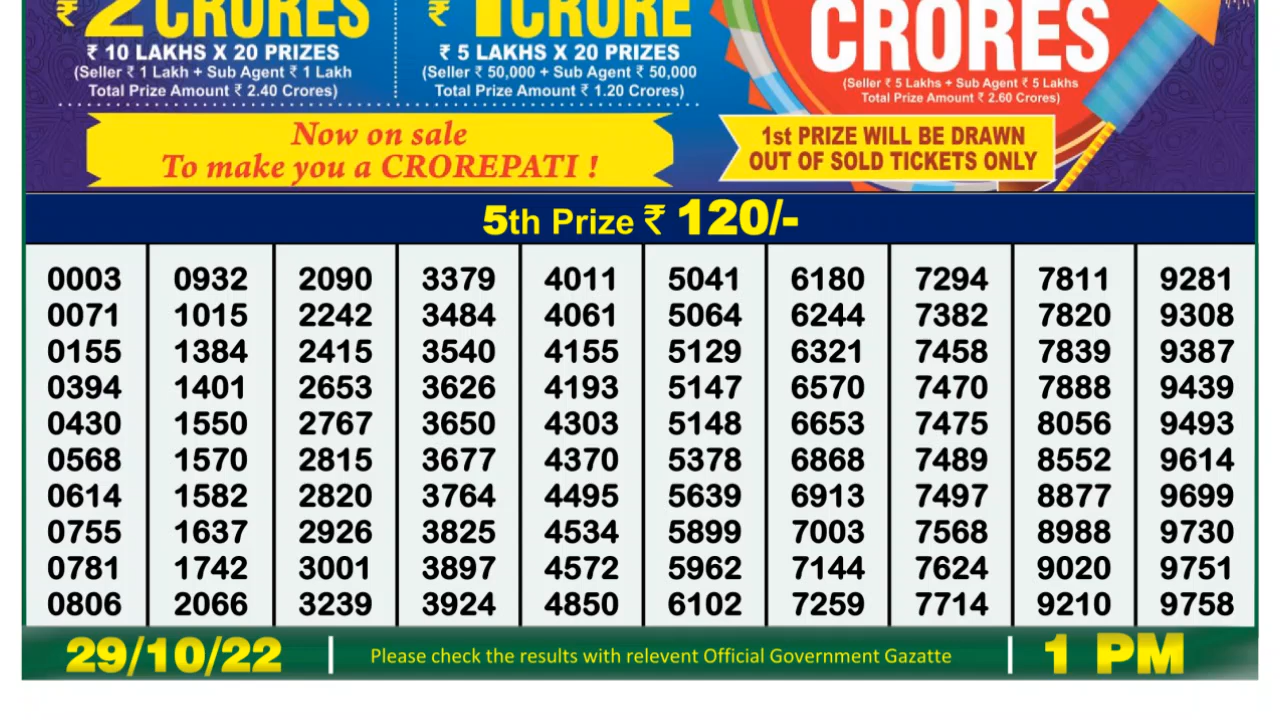 ₹ 2 CRORES
₹ 10 LAKHS X 20 PRIZES
(Seller ₹ 1 Lakh + Sub Agent ₹ 1 Lakh
Total Prize Amount ₹ 2.40 Crores)
₹ 1 CRORE
₹ 5 LAKHS X 20 PRIZES
(Seller ₹ 50,000 + Sub Agent ₹ 50,000
Total Prize Amount ₹ 1.20 Crores)
CRORES
(Seller ₹ 5 Lakhs + Sub Agent ₹ 5 Lakhs
Total Prize Amount ₹ 2.60 Crores)
Now on sale
To make you a CROREPATI !
1st PRIZE WILL BE DRAWN
OUT OF SOLD TICKETS ONLY
5th Prize ₹ 120/-
0003 0932 2090 3379 4011 5041 6180 7294 7811 9281
0071 1015 2242 3484 4061 5064 6244 7382 7820 9308
0155 1384 2415 3540 4155 5129 6321 7458 7839 9387
0394 1401 2653 3626 4193 5147 6570 7470 7888 9439
0430 1550 2767 3650 4303 5148 6653 7475 8056 9493
0568 1570 2815 3677 4370 5378 6868 7489 8552 9614
0614 1582 2820 3764 4495 5639 6913 7497 8877 9699
0755 1637 2926 3825 4534 5899 7003 7568 8988 9730
0781 1742 3001 3897 4572 5962 7144 7624 9020 9751
0806 2066 3239 3924 4850 6102 7259 7714 9210 9758
29/10/22 Please check the results with relevent Official Government Gazatte 1 PM